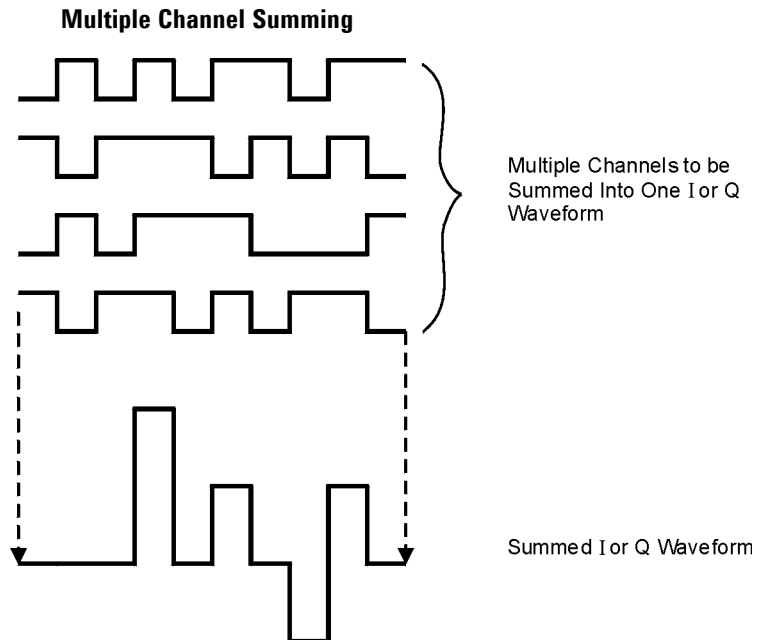 Multiple Channel Summing
Multiple Channels to be
Summed Into One I or Q
Waveform
Summed I or Q Waveform